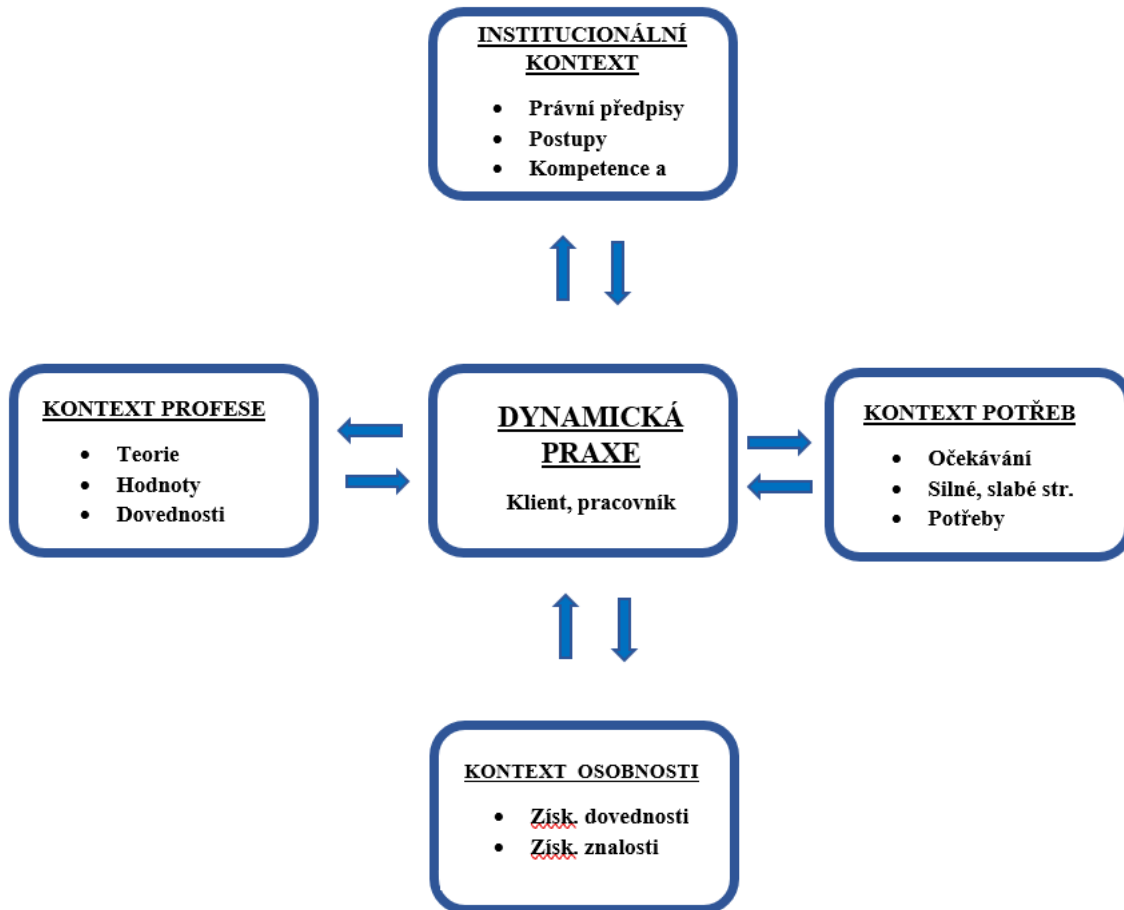 INSTITUCIONÁLNÍ
KONTEXT
• Právní předpisy
• Postupy
• Kompetence a
KONTEXT PROFESE
• Teorie
• Hodnoty
• Dovednosti
DYNAMICKÁ
PRAXE
Klient, pracovník
KONTEXT POTŘEB
• Očekávání
• Silné, slabé str.
• Potřeby
KONTEXT OSOBNOSTI
• Získ. dovednosti
• Získ. znalosti